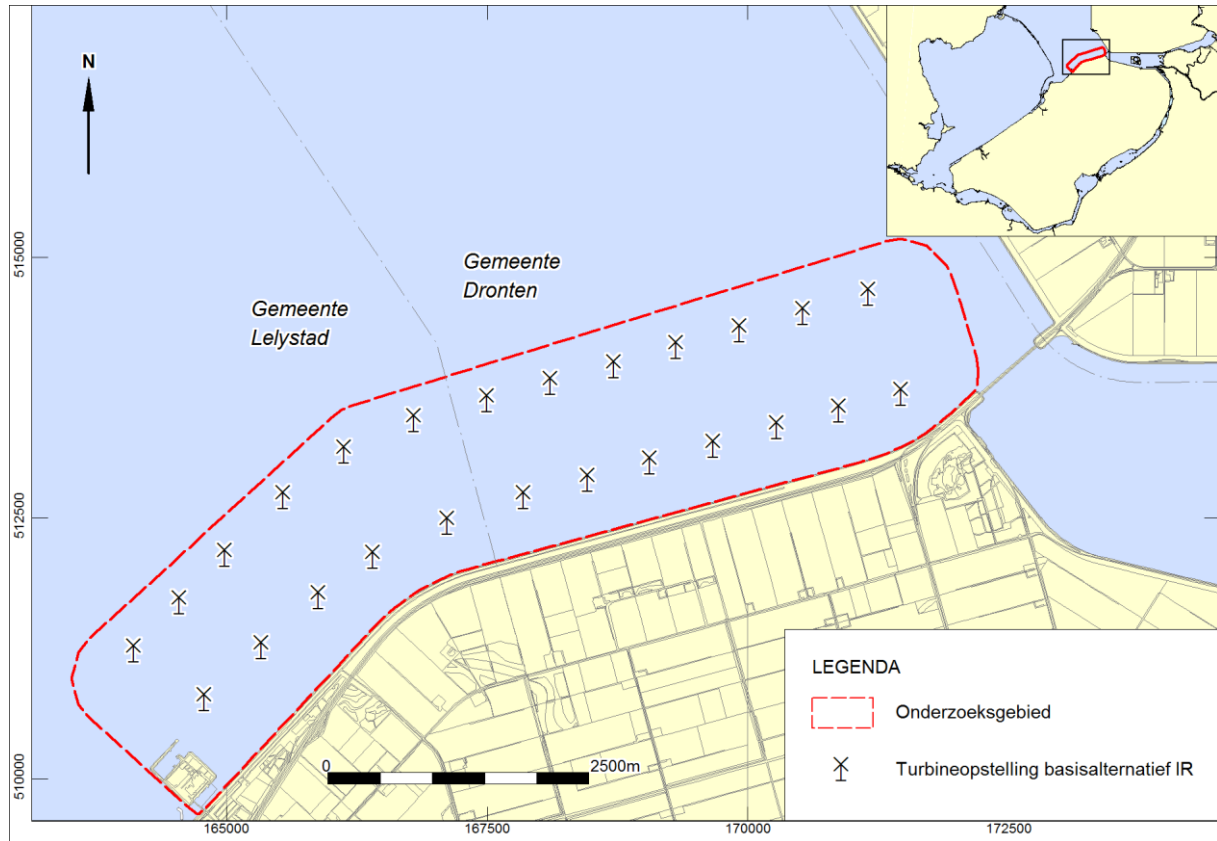 N
515000
512500
510000
Gemeente
Dronten
Gemeente
Lelystad
0
2500m
LEGENDA
Onderzoeksgebied
Turbineopstelling basisalternatief IR
165000
167500
170000
172500